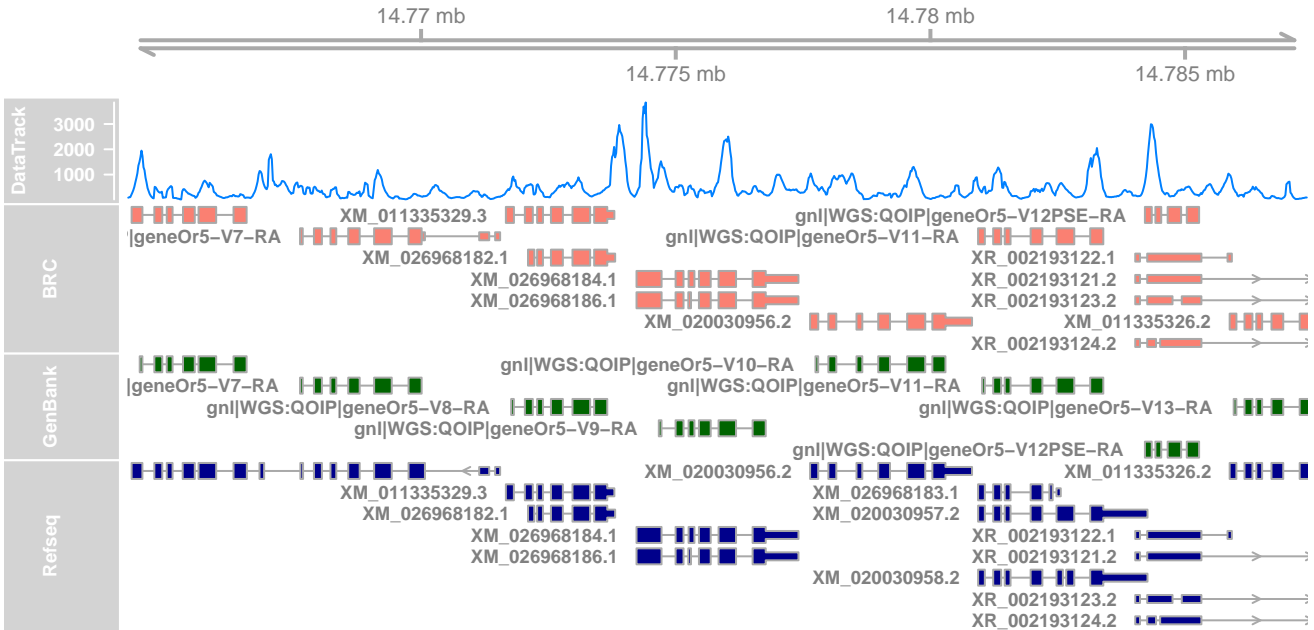 14.77 mb 14.78 mb
14.775 mb 14.785 mb
DataTrack
3000
2000
1000
BRC
XM_011335329.3 gnl|WGS:QOIP|geneOr5−V12PSE−RA
|geneOr5−V7−RA gnl|WGS:QOIP|geneOr5−V11−RA
XM_026968182.1 XR_002193122.1
XM_026968184.1 XR_002193121.2
XM_026968186.1 XR_002193123.2
XM_020030956.2 XM_011335326.2
XR_002193124.2
GenBank
gnl|WGS:QOIP|geneOr5−V10−RA
|geneOr5−V7−RA gnl|WGS:QOIP|geneOr5−V11−RA
gnl|WGS:QOIP|geneOr5−V8−RA gnl|WGS:QOIP|geneOr5−V13−RA
gnl|WGS:QOIP|geneOr5−V9−RA
gnl|WGS:QOIP|geneOr5−V12PSE−RA
Refseq
XM_020030956.2 XM_011335326.2
XM_011335329.3 XM_026968183.1
XM_026968182.1 XM_020030957.2
XM_026968184.1 XR_002193122.1
XM_026968186.1 XR_002193121.2
XM_020030958.2
XR_002193123.2
XR_002193124.2